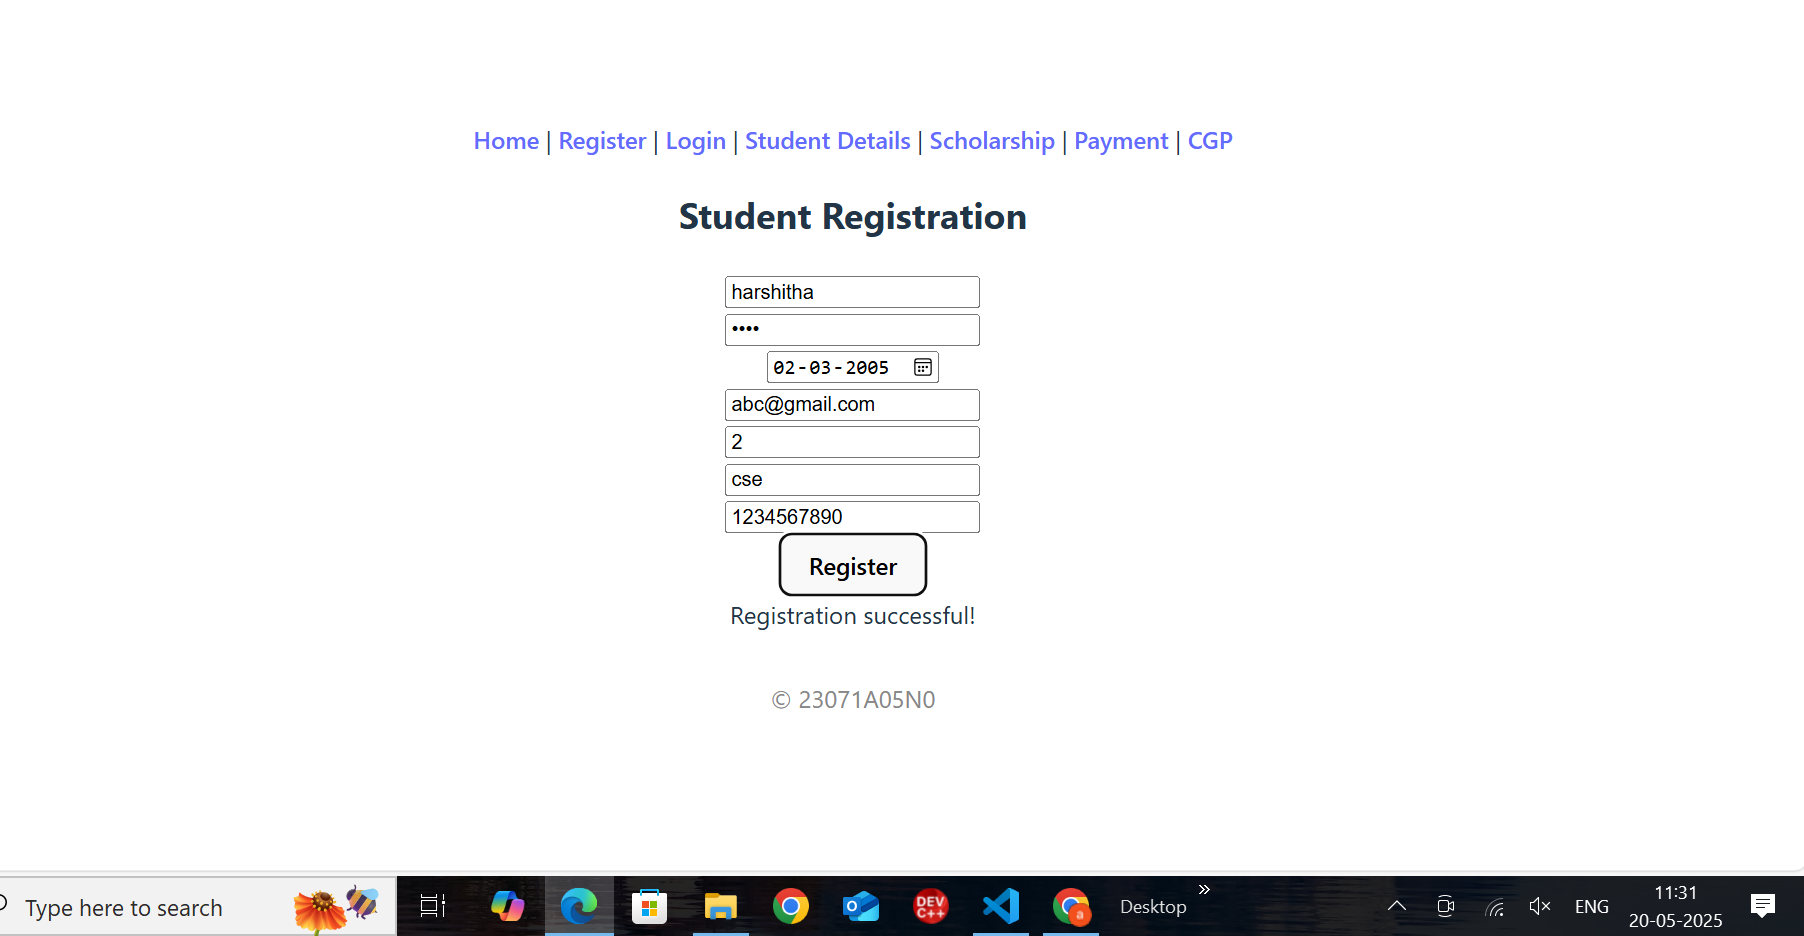 Home | Register | Login | Student Details | Scholarship | Payment | CGP
Student Registration
harshitha
••••
02-03-2005
abc@gmail.com
2
cse
1234567890
Register
Registration successful!
© 23071A05N0
Type here to search
DEV C++
a
Desktop
ENG
11:31
20-05-2025